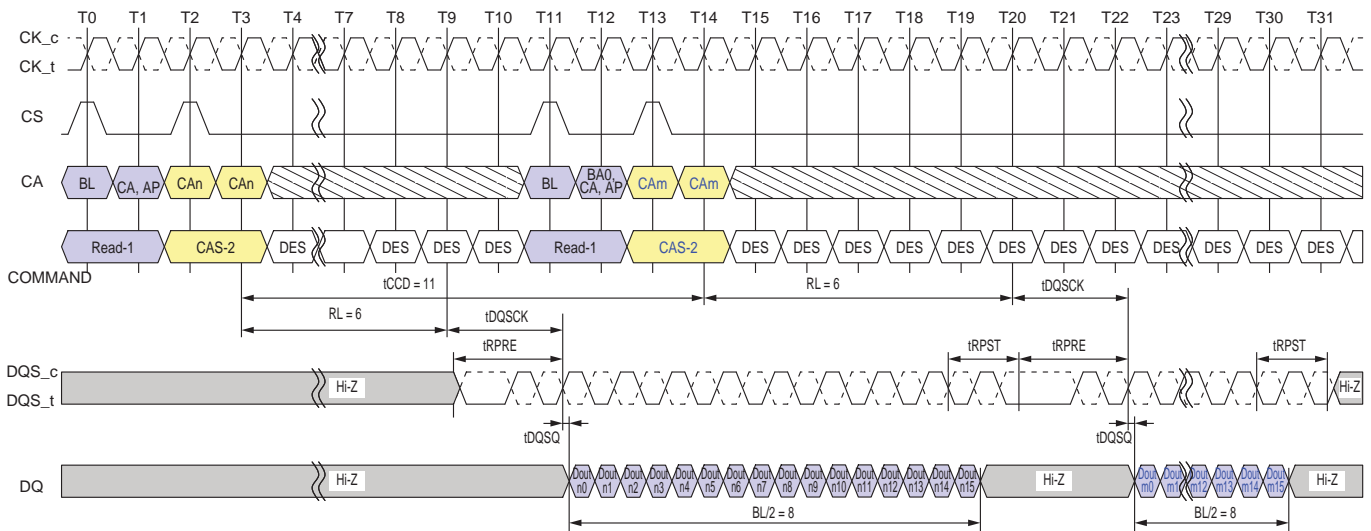 T0 T1 T2 T3 T4 T7 T8 T9 T10 T11 T12 T13 T14 T15 T16 T17 T18 T19 T20 T21 T22 T23 T29 T30 T31
CK_c
CK_t
CS
CA BL CA, AP CAn CAn BL BA0, CA, AP CAm CAm
Read-1 CAS-2 DES DES DES DES Read-1 CAS-2 DES DES DES DES DES DES DES DES DES DES DES DES
COMMAND
tCCD = 11 RL = 6 tDQSCK
RL = 6 tDQSCK
tRPRE tRPST tRPRE tRPST
DQS_c
DQS_t
Hi-Z Hi-Z
tDQSQ tDQSQ
DQ Hi-Z Dout n0 Dout n1 Dout n2 Dout n3 Dout n4 Dout n5 Dout n6 Dout n7 Dout n8 Dout n9 Dout n10 Dout n11 Dout n12 Dout n13 Dout n14 Dout n15 Hi-Z Dout m0 Dout m1 Dout m12 Dout m13 Dout m14 Dout m15 Hi-Z
BL/2 = 8 BL/2 = 8